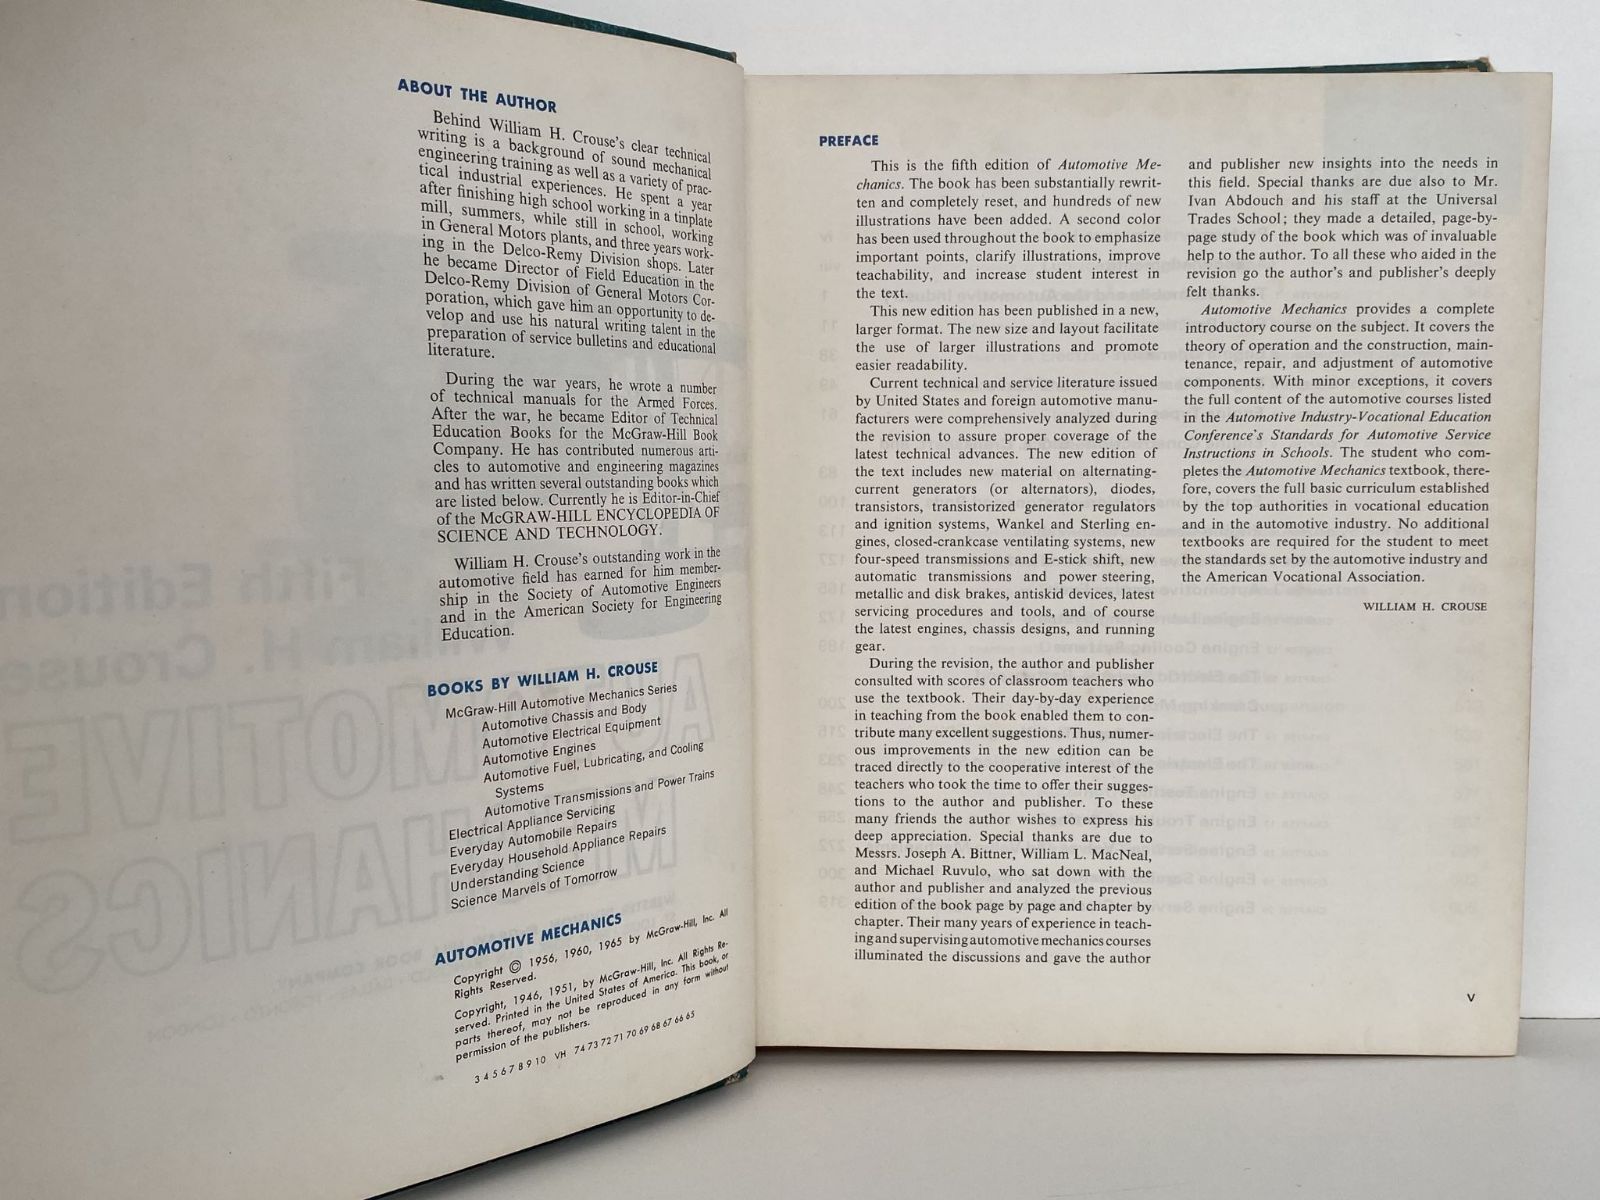 ABOUT THE AUTHOR
Behind William H. Crouse's clear technical
writing is a background of sound mechanical
engineering training as well as a variety of prac-
tical industrial experiences. He spent a year
after finishing high school working in a tinplate
mill, summers, while still in school, working
in General Motors plants, and three years work-
ing in the Delco-Remy Division shops. Later
he became Director of Field Education in the
Delco-Remy Division of General Motors Cor-
poration, which gave him an opportunity to de-
velop and use his natural writing talent in the
preparation of service bulletins and educational
literature.
During the war years, he wrote a number
of technical manuals for the Armed Forces.
After the war, he became Editor of Technical
Education Books for the McGraw-Hill Book
Company. He has contributed numerous arti-
cles to automotive and engineering magazines
and has written several outstanding books which
are listed below. Currently he is Editor-in-Chief
of the McGRAW-HILL ENCYCLOPEDIA OF
SCIENCE AND TECHNOLOGY.
William H. Crouse's outstanding work in the
automotive field has earned for him member-
ship in the Society of Automotive Engineers
and in the American Society for Engineering
Education.
BOOKS BY WILLIAM H. CROUSE
McGraw-Hill Automotive Mechanics Series
Automotive Chassis and Body
Automotive Electrical Equipment
Automotive Engines
Automotive Fuel, Lubricating, and Cooling
Systems
Automotive Transmissions and Power Trains
Electrical Appliance Servicing
Everyday Automobile Repairs
Everyday Household Appliance Repairs
Understanding Science
Science Marvels of Tomorrow
AUTOMOTIVE MECHANICS
Copyright © 1956, 1960, 1965 by McGraw-Hill, Inc. All
Rights Reserved.
Copyright, 1946, 1951, by McGraw-Hill, Inc. All Rights Re-
served. Printed in the United States of America. This book, or
parts thereof, may not be reproduced in any form without
permission of the publishers.
3 4 5 6 7 8 9 10 VH 74 73 72 71 70 69 68 67 66 65
PREFACE
This is the fifth edition of Automotive Me-
chanics. The book has been substantially rewrit-
ten and completely reset, and hundreds of new
illustrations have been added. A second color
has been used throughout the book to emphasize
important points, clarify illustrations, improve
teachability, and increase student interest in
the text.
This new edition has been published in a new,
larger format. The new size and layout facilitate
the use of larger illustrations and promote
easier readability.
Current technical and service literature issued
by United States and foreign automotive manu-
facturers were comprehensively analyzed during
the revision to assure proper coverage of the
latest technical advances. The new edition of
the text includes new material on alternating-
current generators (or alternators), diodes,
transistors, transistorized generator regulators
and ignition systems, Wankel and Sterling en-
gines, closed-crankcase ventilating systems, new
four-speed transmissions and E-stick shift, new
automatic transmissions and power steering,
metallic and disk brakes, antiskid devices, latest
servicing procedures and tools, and of course
the latest engines, chassis designs, and running
gear.
During the revision, the author and publisher
consulted with scores of classroom teachers who
use the textbook. Their day-by-day experience
in teaching from the book enabled them to con-
tribute many excellent suggestions. Thus, numer-
ous improvements in the new edition can be
traced directly to the cooperative interest of the
teachers who took the time to offer their sugges-
tions to the author and publisher. To these
many friends the author wishes to express his
deep appreciation. Special thanks are due to
Messrs. Joseph A. Bittner, William L. MacNeal,
and Michael Ruvulo, who sat down with the
author and publisher and analyzed the previous
edition of the book page by page and chapter by
chapter. Their many years of experience in teach-
ing and supervising automotive mechanics courses
illuminated the discussions and gave the author
and publisher new insights into the needs in
this field. Special thanks are due also to Mr.
Ivan Abdouch and his staff at the Universal
Trades School; they made a detailed, page-by-
page study of the book which was of invaluable
help to the author. To all these who aided in the
revision go the author's and publisher's deeply
felt thanks.
Automotive Mechanics provides a complete
introductory course on the subject. It covers the
theory of operation and the construction, main-
tenance, repair, and adjustment of automotive
components. With minor exceptions, it covers
the full content of the automotive courses listed
in the Automotive Industry-Vocational Education
Conference's Standards for Automotive Service
Instructions in Schools. The student who com-
pletes the Automotive Mechanics textbook, there-
fore, covers the full basic curriculum established
by the top authorities in vocational education
and in the automotive industry. No additional
textbooks are required for the student to meet
the standards set by the automotive industry and
the American Vocational Association.
WILLIAM H. CROUSE
V